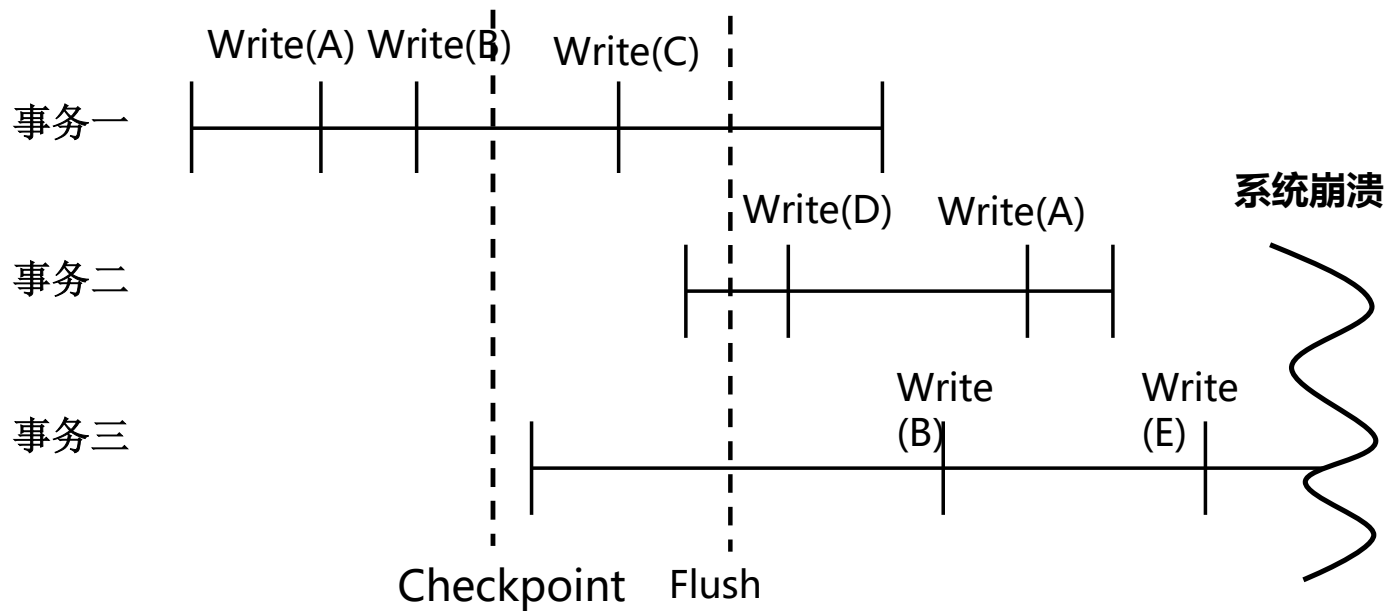 Write(A) Write(B) Write(C)
事务一
Write(D) Write(A)
系统崩溃
事务二
Write
(B)
Write
(E)
事务三
Checkpoint Flush